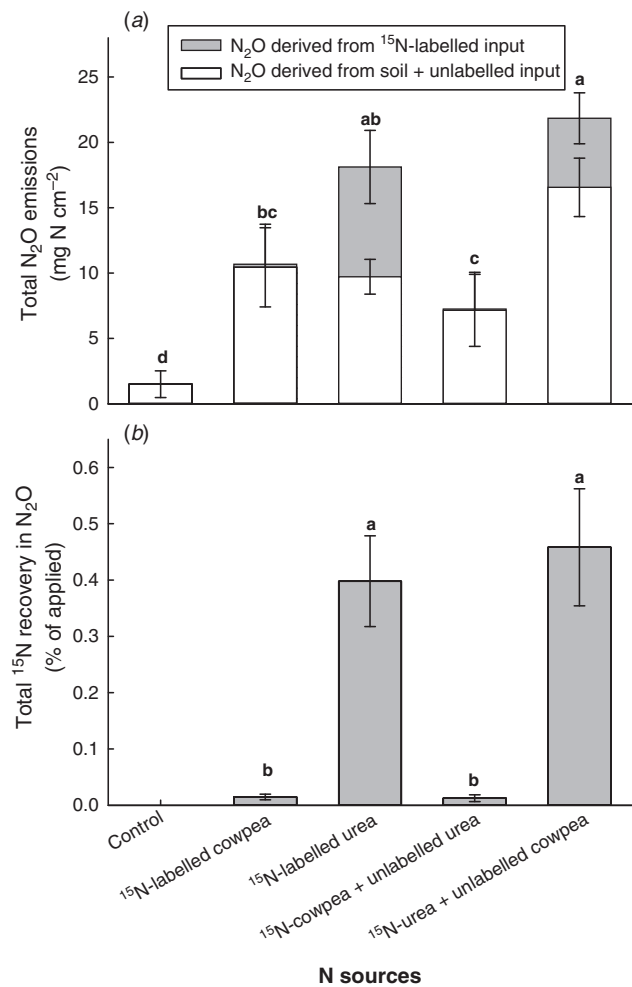 (a)
N₂O derived from ¹⁵N-labelled input
N₂O derived from soil + unlabelled input
Total N₂O emissions
(mg N cm⁻²)
25
20
15
10
5
0
d
bc
ab
c
a
(b)
Total ¹⁵N recovery in N₂O
(% of applied)
0.6
0.5
0.4
0.3
0.2
0.1
0.0
b
a
b
a
Control
¹⁵N-labelled cowpea
¹⁵N-labelled urea
¹⁵N-cowpea + unlabelled urea
¹⁵N-urea + unlabelled cowpea
N sources